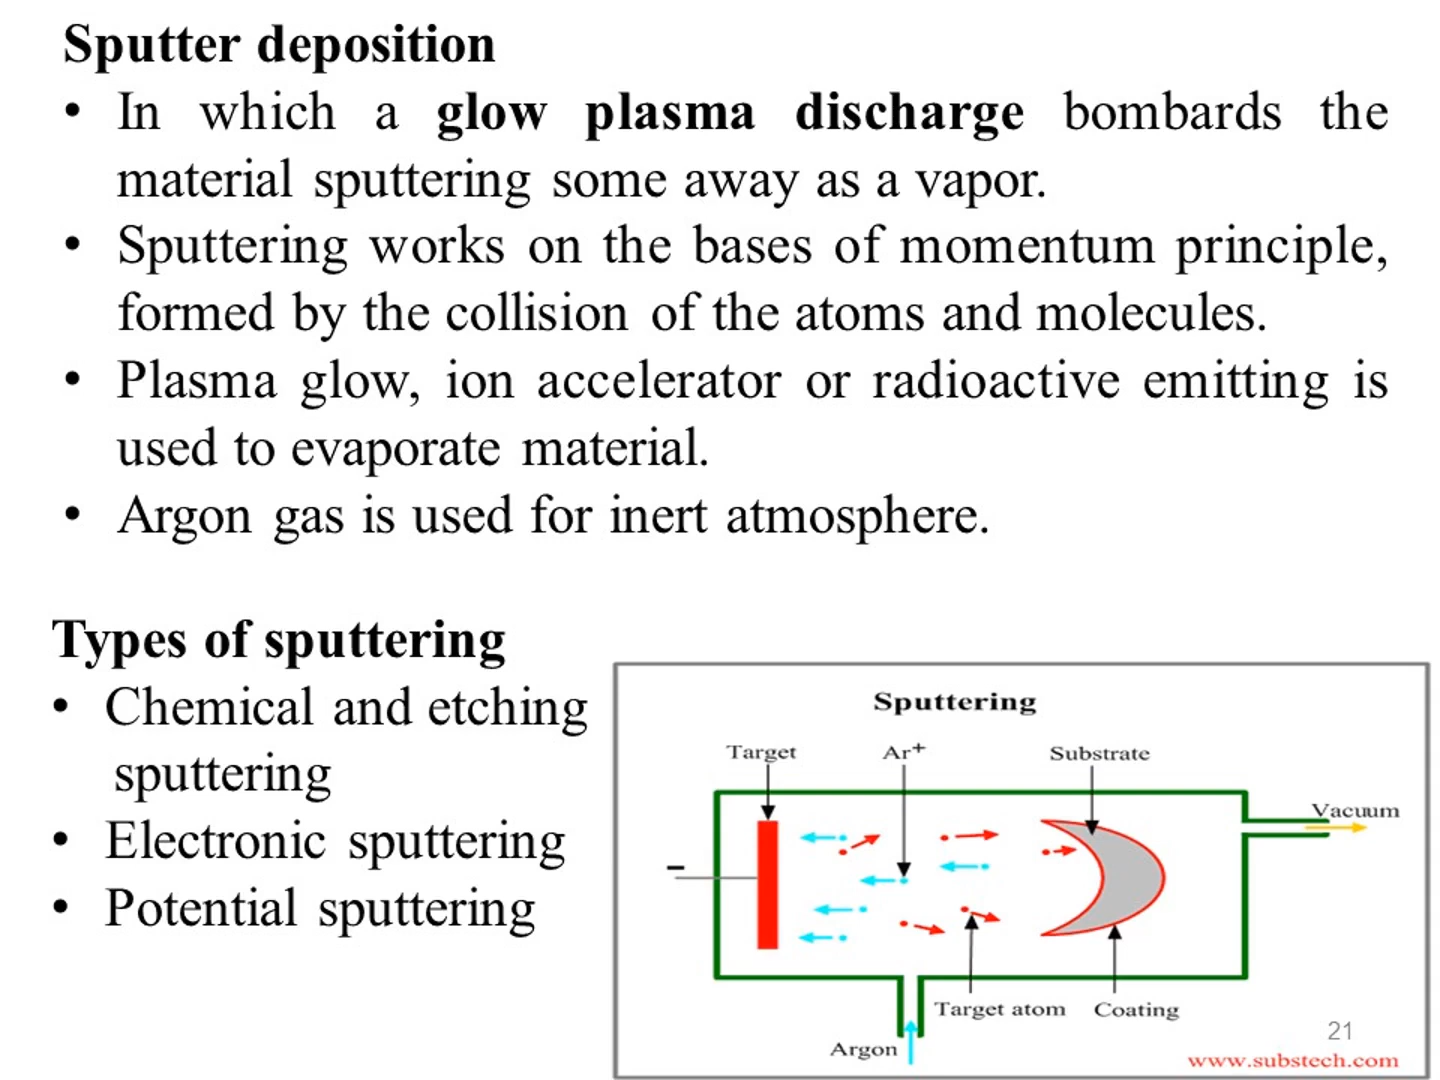 Sputter deposition
• In which a glow plasma discharge bombards the
material sputtering some away as a vapor.
• Sputtering works on the bases of momentum principle,
formed by the collision of the atoms and molecules.
• Plasma glow, ion accelerator or radioactive emitting is
used to evaporate material.
• Argon gas is used for inert atmosphere.
Types of sputtering
• Chemical and etching
sputtering
• Electronic sputtering
• Potential sputtering
Sputtering
Target Ar+ Substrate
Vacuum
−
Target atom Coating
Argon
21
www.substech.com